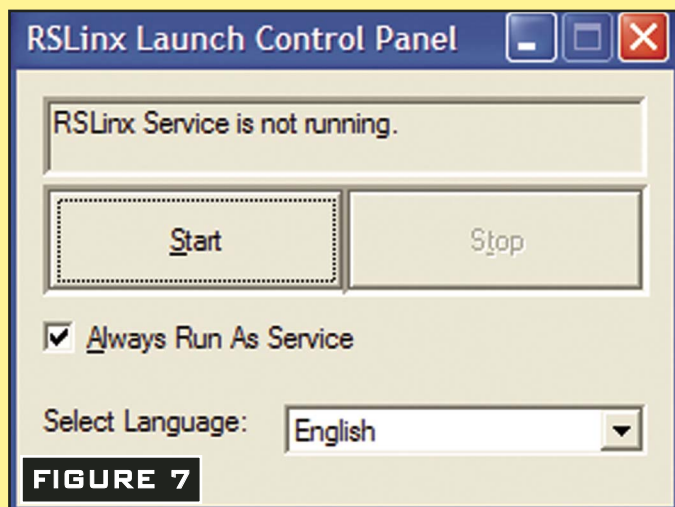 RSLinx Launch Control Panel
RSLinx Service is not running.
Start
Stop
Always Run As Service
Select Language:
English
FIGURE 7